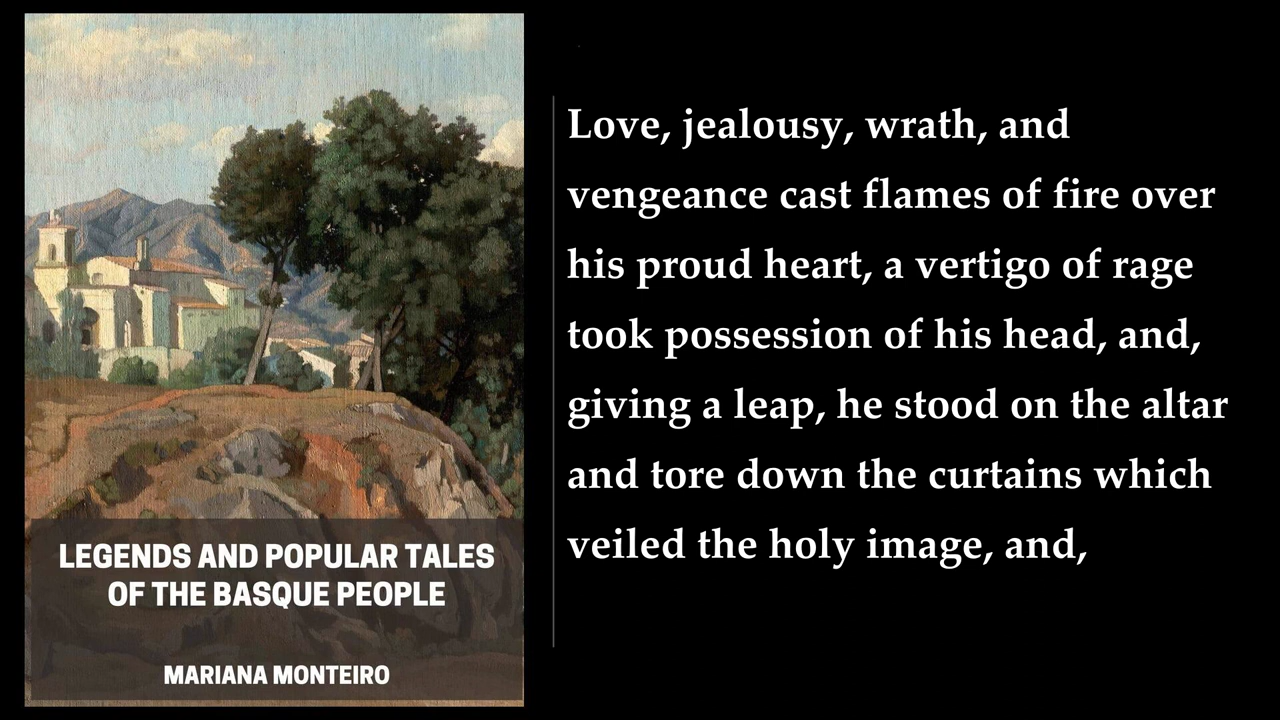 LEGENDS AND POPULAR TALES
OF THE BASQUE PEOPLE
MARIANA MONTEIRO
Love, jealousy, wrath, and
vengeance cast flames of fire over
his proud heart, a vertigo of rage
took possession of his head, and,
giving a leap, he stood on the altar
and tore down the curtains which
veiled the holy image, and,